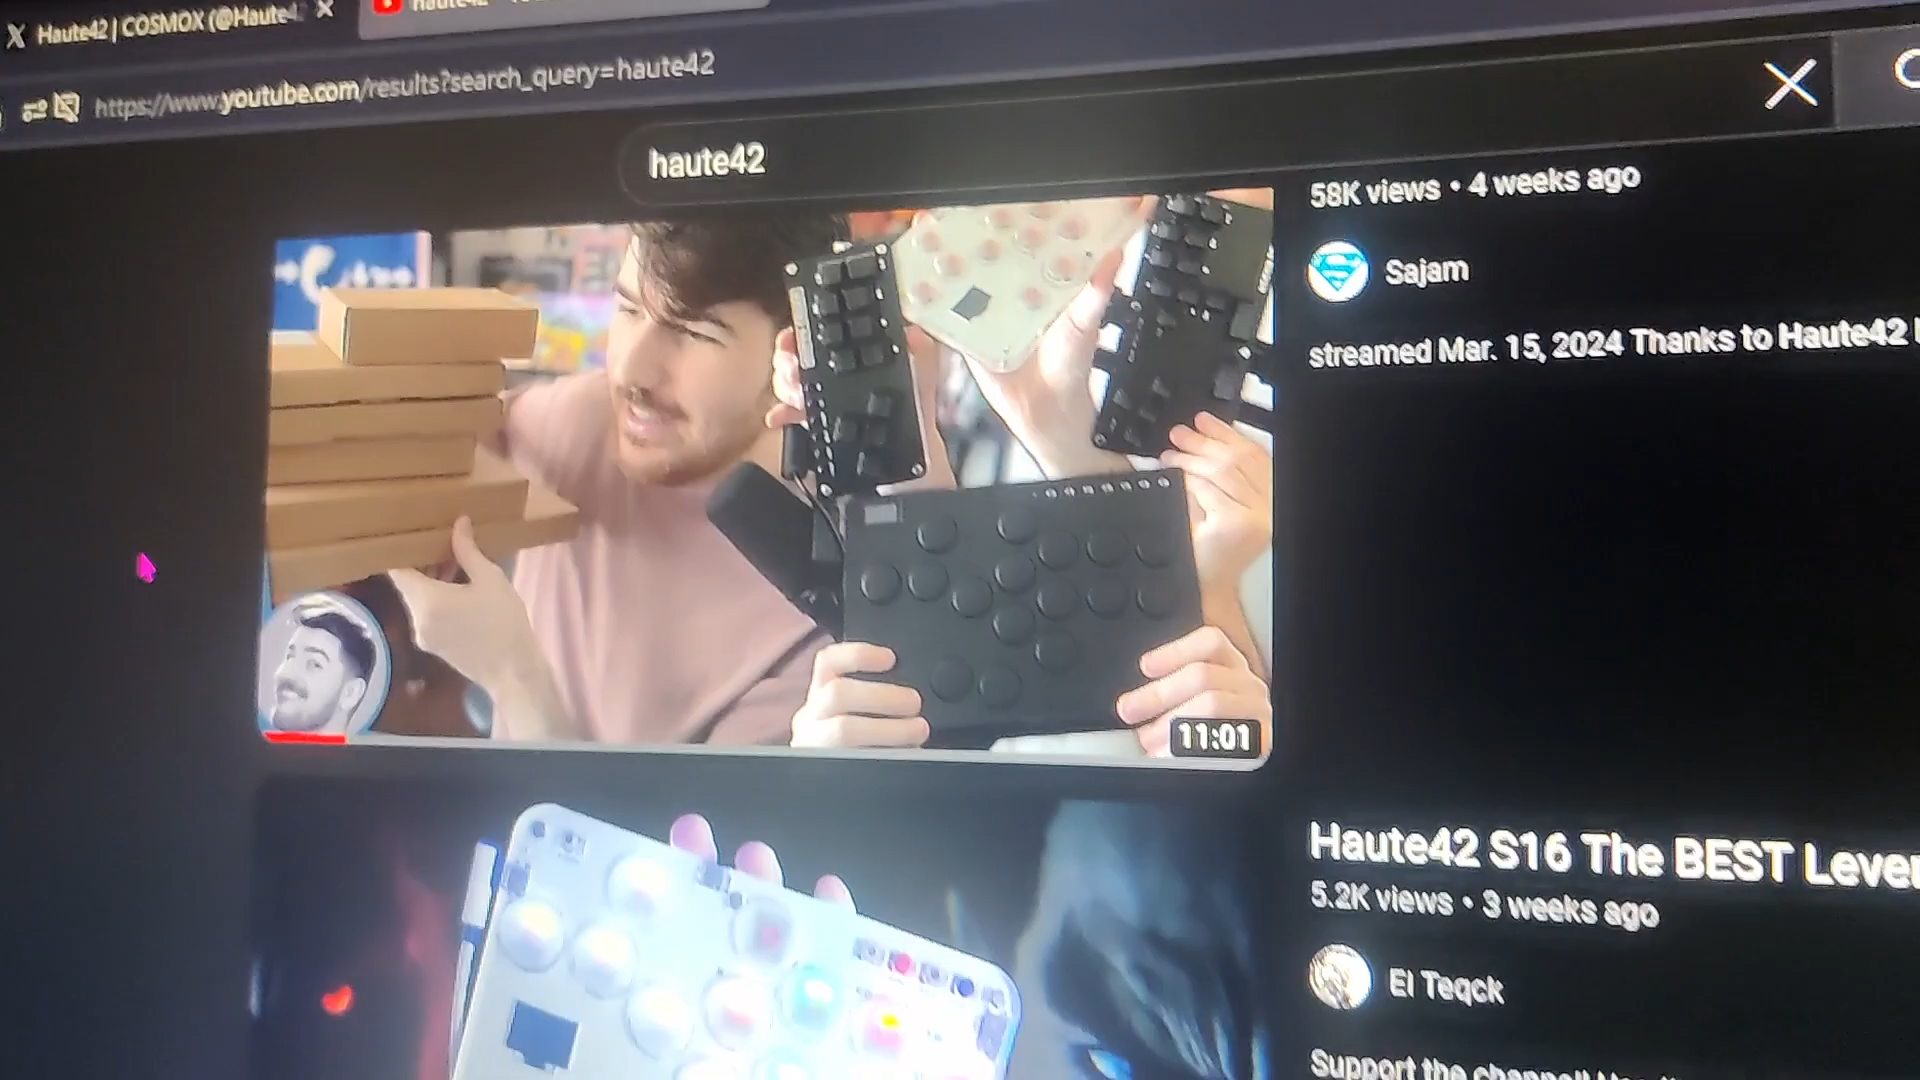 X Haute42 | COSMOX (@Haute4
https://www.youtube.com/results?search_query=haute42
haute42
58K views • 4 weeks ago
Sajam
streamed Mar. 15, 2024 Thanks to Haute42
11:01
Haute42 S16 The BEST Lever
5.2K views • 3 weeks ago
El Teqck
Support the channel!